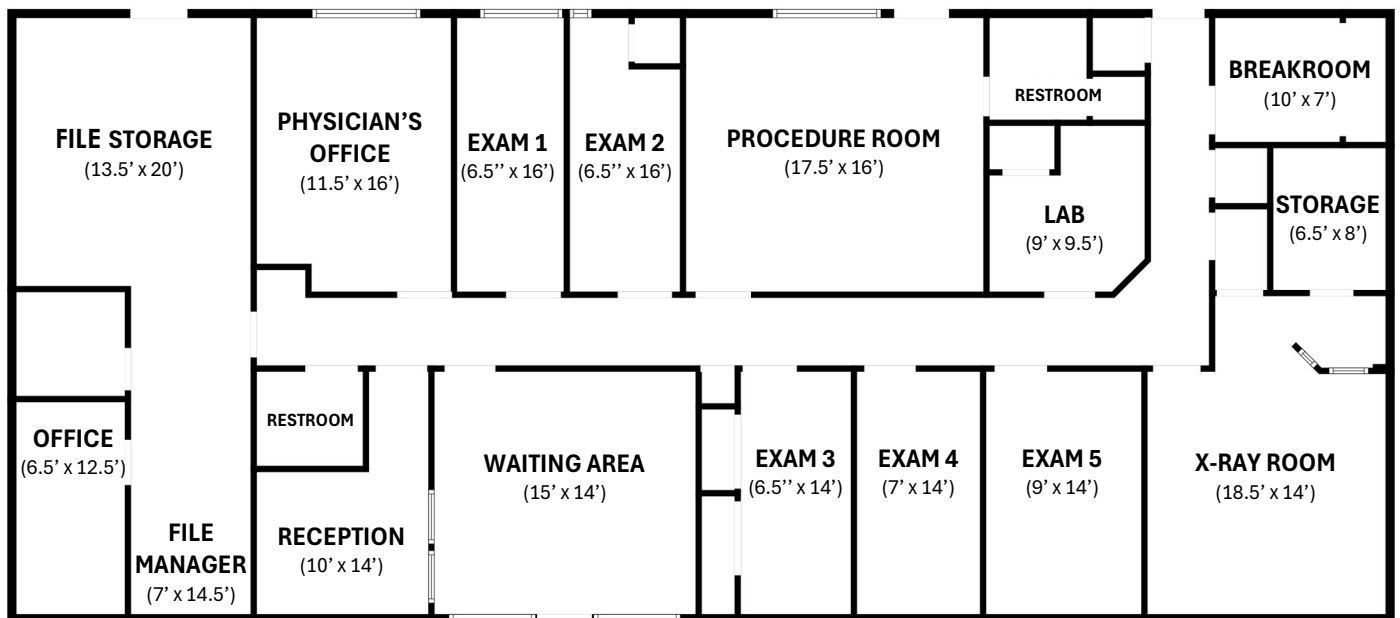 FILE STORAGE
(13.5’ x 20’)
PHYSICIAN’S
OFFICE
(11.5’ x 16’)
EXAM 1
(6.5’’ x 16’)
EXAM 2
(6.5’’ x 16’)
PROCEDURE ROOM
(17.5’ x 16’)
RESTROOM
LAB
(9’ x 9.5’)
BREAKROOM
(10’ x 7’)
STORAGE
(6.5’ x 8’)
OFFICE
(6.5’ x 12.5’)
FILE
MANAGER
(7’ x 14.5’)
RESTROOM
RECEPTION
(10’ x 14’)
WAITING AREA
(15’ x 14’)
EXAM 3
(6.5’’ x 14’)
EXAM 4
(7’ x 14’)
EXAM 5
(9’ x 14’)
X-RAY ROOM
(18.5’ x 14’)